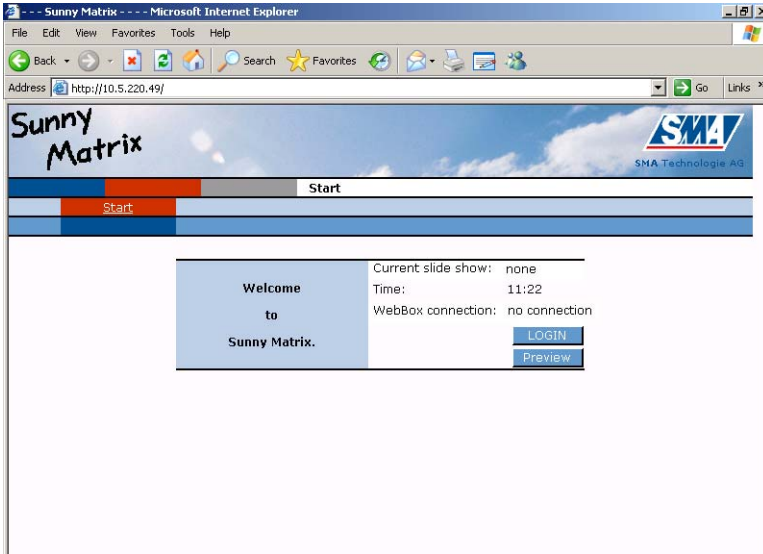 - - - Sunny Matrix - - - - Microsoft Internet Explorer
File Edit View Favorites Tools Help
Back Search Favorites
Address http://10.5.220.49/ Go Links »
Sunny
Matrix
SMA
SMA Technologie AG
Start
Start
Welcome
to
Sunny Matrix.
Current slide show: none
Time: 11:22
WebBox connection: no connection
LOGIN
Preview